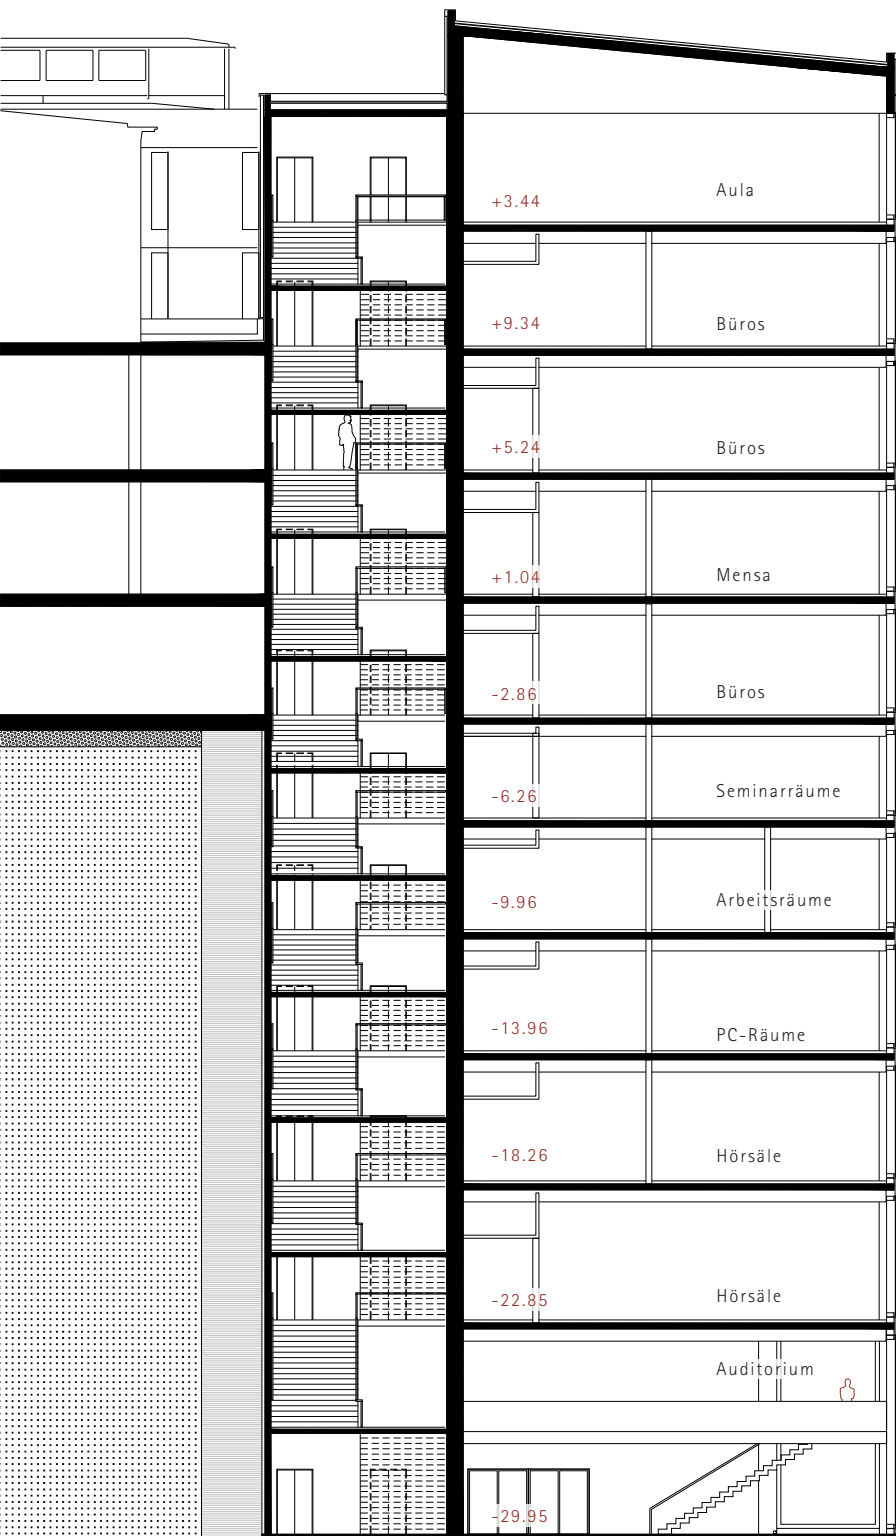 +3.44 Aula
+9.34 Büros
+5.24 Büros
+1.04 Mensa
-2.86 Büros
-6.26 Seminarräume
-9.96 Arbeitsräume
-13.96 PC-Räume
-18.26 Hörsäle
-22.85 Hörsäle
Auditorium
-29.95